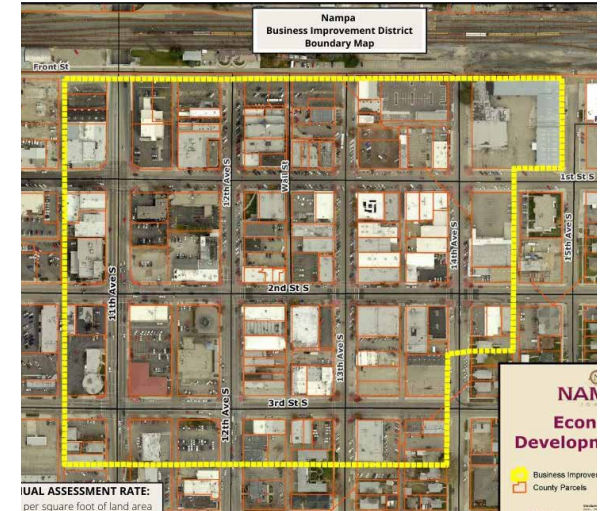 Nampa
Business Improvement District
Boundary Map
Front St
1st St S
12th Ave S
Wall St
15th Ave S
14th Ave S
11th Ave S
2nd St S
13th Ave S
3rd St S
12th Ave S
NAM
Econ
Developm
Business Improve
County Parcels
UAL ASSESSMENT RATE:
per square foot of land area